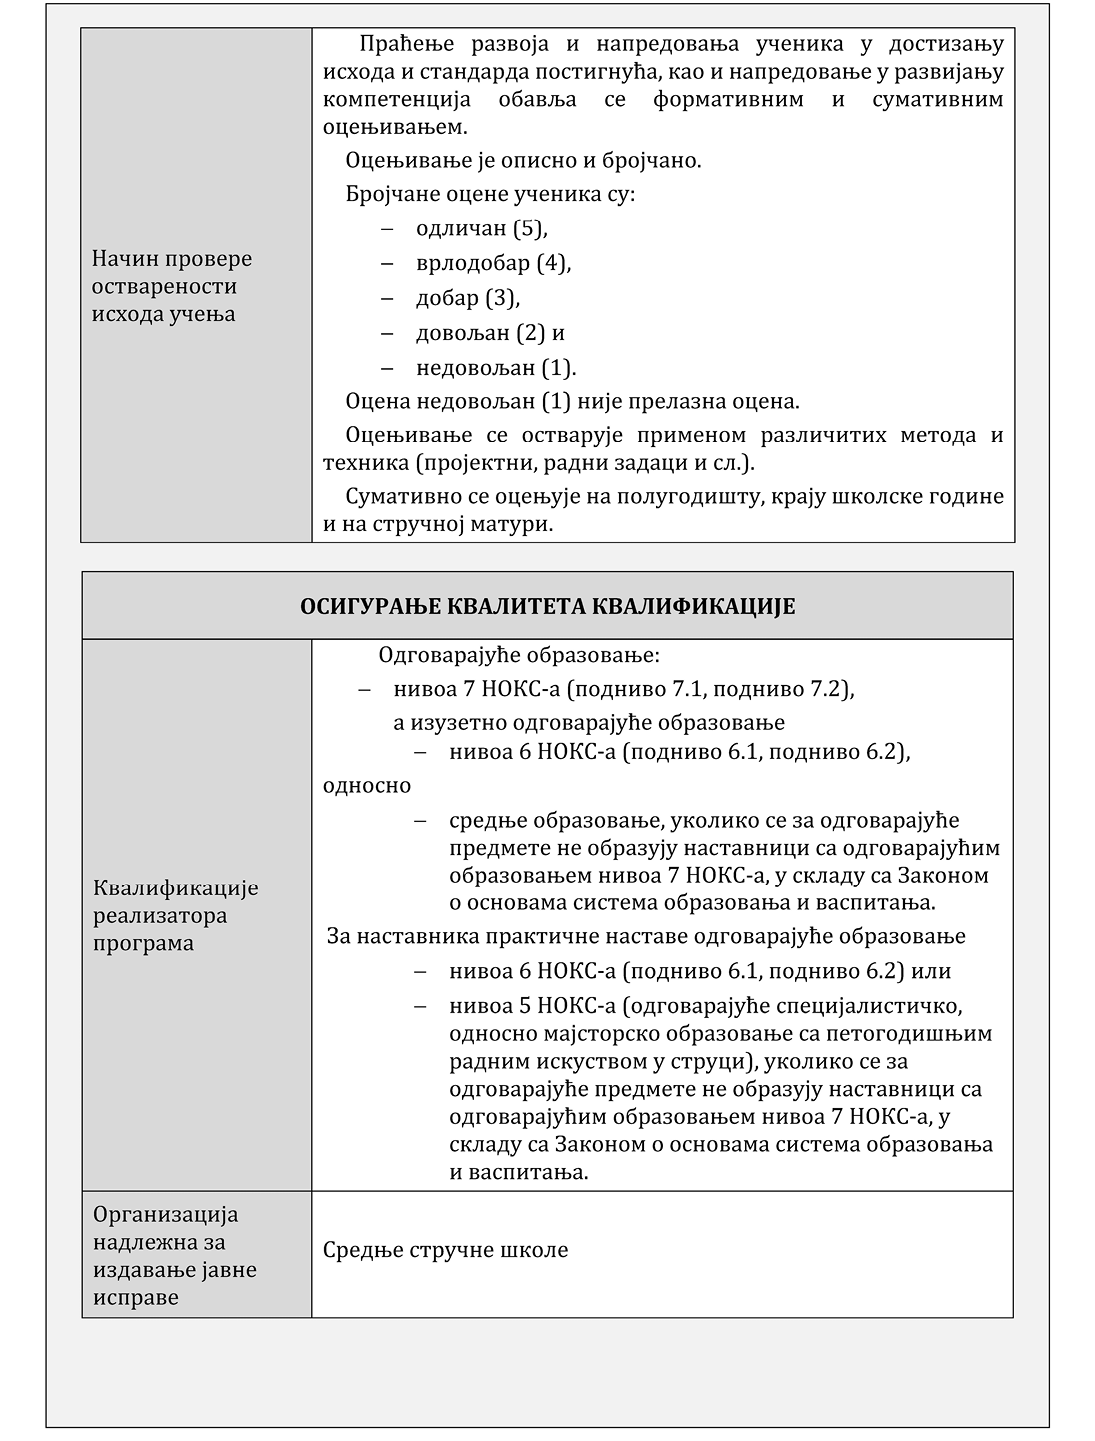 Начин провере
остварености
исхода учења
Праћење развоја и напредовања ученика у достизању
исхода и стандарда постигнућа, као и напредовање у развијању
компетенција обавља се формативним и сумативним
оцењивањем.
Оцењивање је описно и бројчано.
Бројчане оцене ученика су:
– одличан (5),
– врлодобар (4),
– добар (3),
– довољан (2) и
– недовољан (1).
Оцена недовољан (1) није прелазна оцена.
Оцењивање се остварује применом различитих метода и
техника (пројектни, радни задаци и сл.).
Сумативно се оцењује на полугодишту, крају школске године
и на стручној матури.
ОСИГУРАЊЕ КВАЛИТЕТА КВАЛИФИКАЦИЈЕ
Квалификације
реализатора
програма
Одговарајуће образовање:
– нивоа 7 НОКС-а (подниво 7.1, подниво 7.2),
а изузетно одговарајуће образовање
– нивоа 6 НОКС-а (подниво 6.1, подниво 6.2),
односно
– средње образовање, уколико се за одговарајуће
предмете не образују наставници са одговарајућим
образовањем нивоа 7 НОКС-а, у складу са Законом
о основама система образовања и васпитања.
За наставника практичне наставе одговарајуће образовање
– нивоа 6 НОКС-а (подниво 6.1, подниво 6.2) или
– нивоа 5 НОКС-а (одговарајуће специјалистичко,
односно мајсторско образовање са петогодишњим
радним искуством у струци), уколико се за
одговарајуће предмете не образују наставници са
одговарајућим образовањем нивоа 7 НОКС-а, у
складу са Законом о основама система образовања
и васпитања.
Организација
надлежна за
издавање јавне
исправе
Средње стручне школе